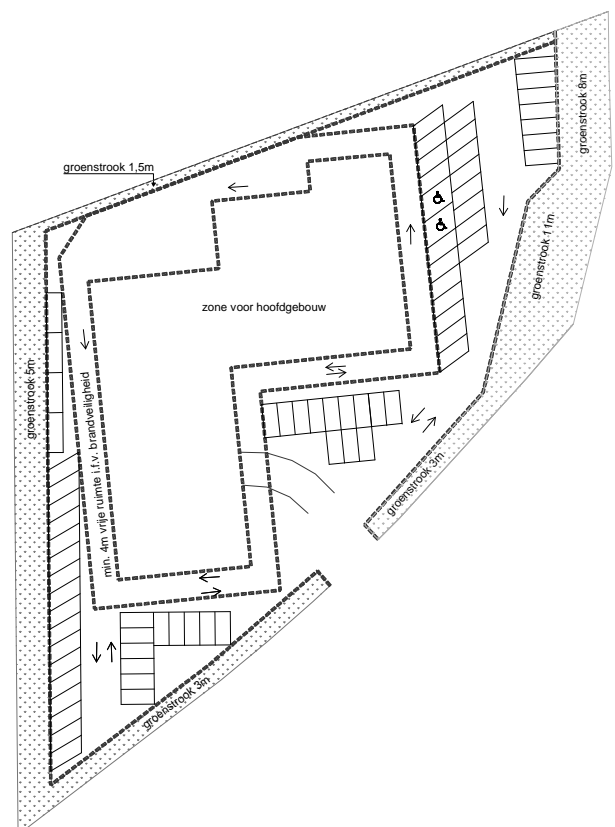 groenstrook 8m
groenstrook 1,5m
groenstrook 11m
zone voor hoofdgebouw
groenstrook 5m
min. 4m vrije ruimte i.f.v. brandveiligheid
groenstrook 3m
groenstrook 3m